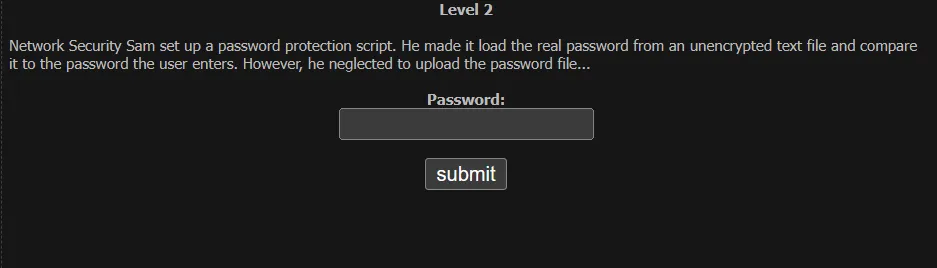 Level 2
Network Security Sam set up a password protection script. He made it load the real password from an unencrypted text file and compare
it to the password the user enters. However, he neglected to upload the password file...
Password:
submit